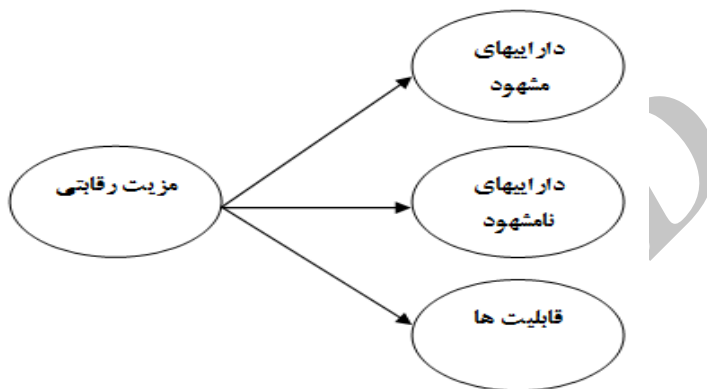 داراییهای
مشهود
مزیت رقابتی
داراییهای
نامشهود
قابلیت ها